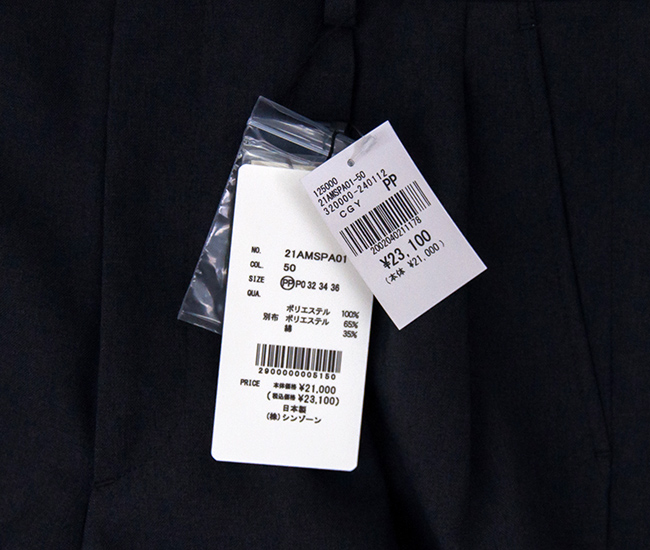 NO. 21AMSPA01
COL. 50
SIZE PP P0 32 34 36
QUA.
ポリエステル 100%
別布 ポリエステル 65%
綿 35%
2900000005150
PRICE 本体価格 ¥21,000
(税込価格 ¥23,100)
日本製
(株)シンゾーン
125000
21AMSPA01-50
320000-240112
CGY PP
2002040211178
¥23,100
(本体 ¥21,000)